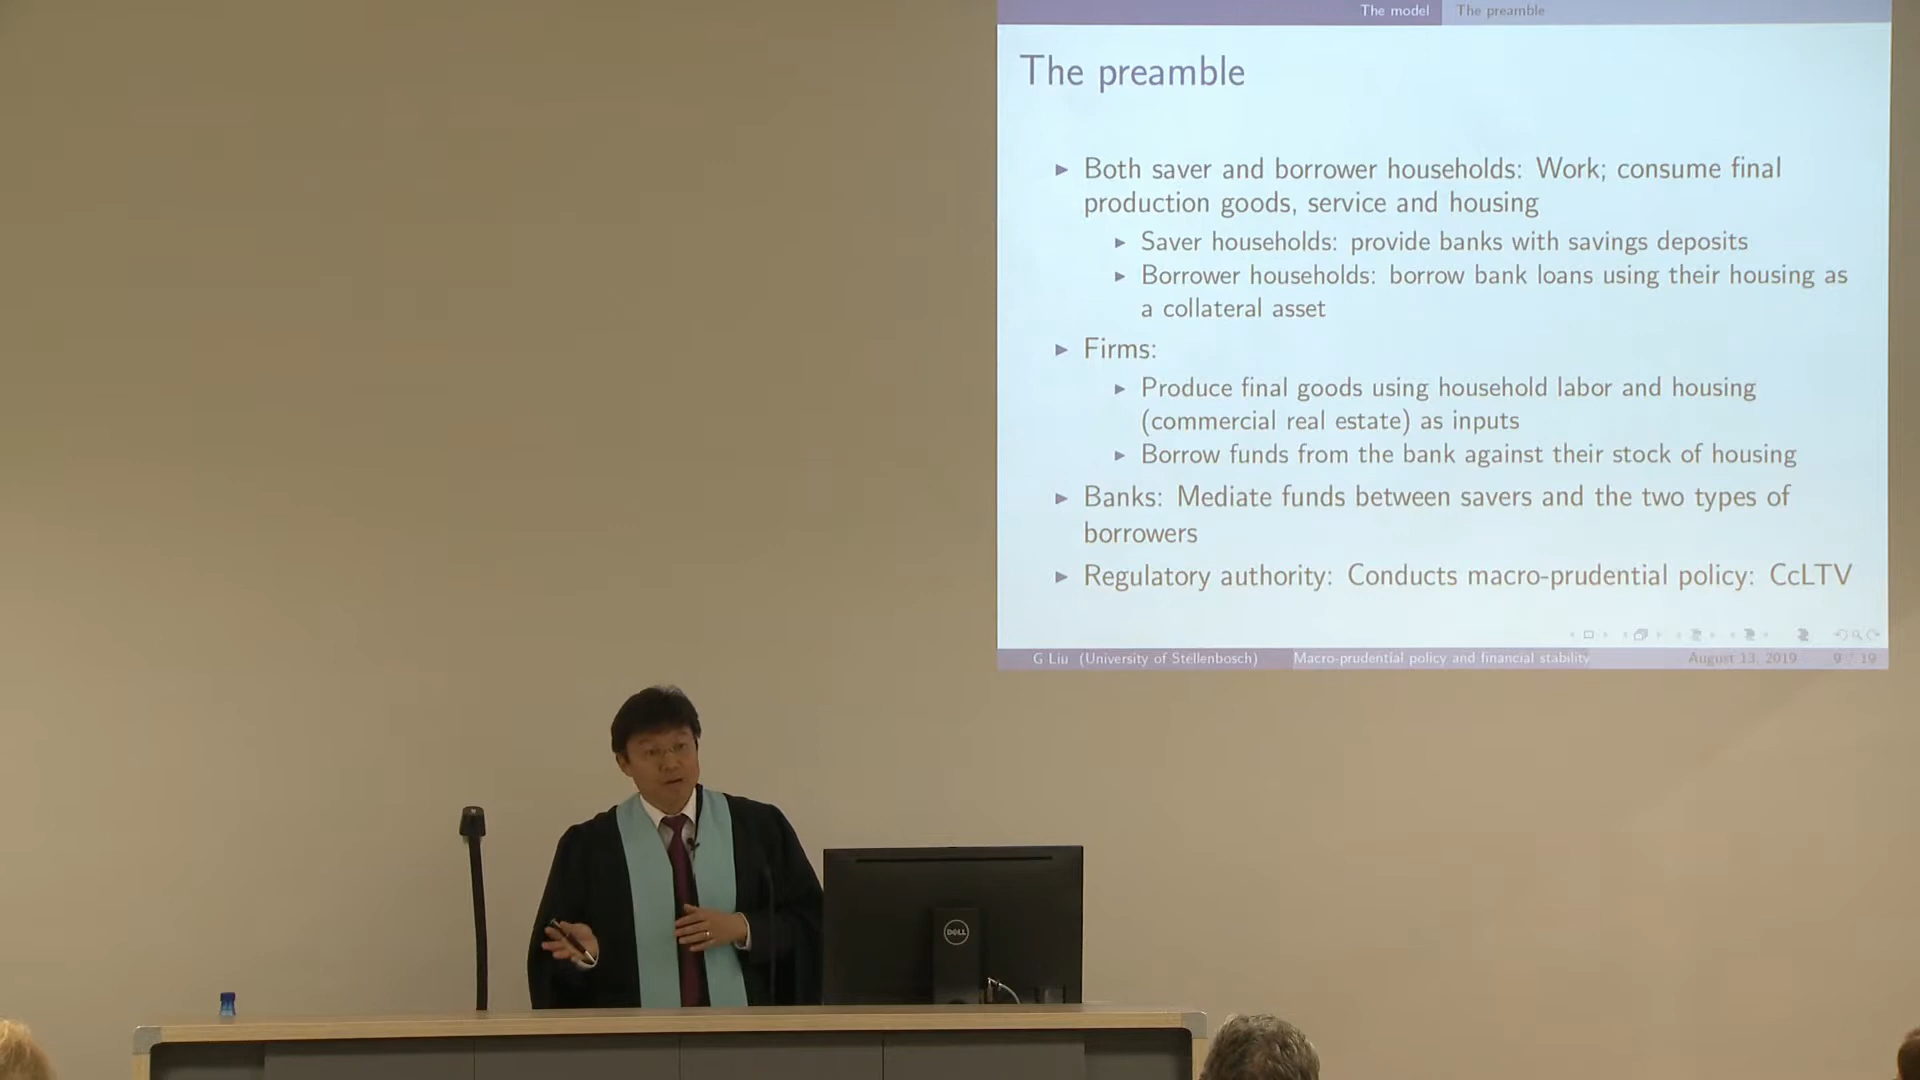 The model The preamble
The preamble
Both saver and borrower households: Work; consume final
production goods, service and housing
Saver households: provide banks with savings deposits
Borrower households: borrow bank loans using their housing as
a collateral asset
Firms:
Produce final goods using household labor and housing
(commercial real estate) as inputs
Borrow funds from the bank against their stock of housing
Banks: Mediate funds between savers and the two types of
borrowers
Regulatory authority: Conducts macro-prudential policy: CcLTV
G Liu (University of Stellenbosch) Macro-prudential policy and financial stability August 13, 2019 9 / 19
DELL